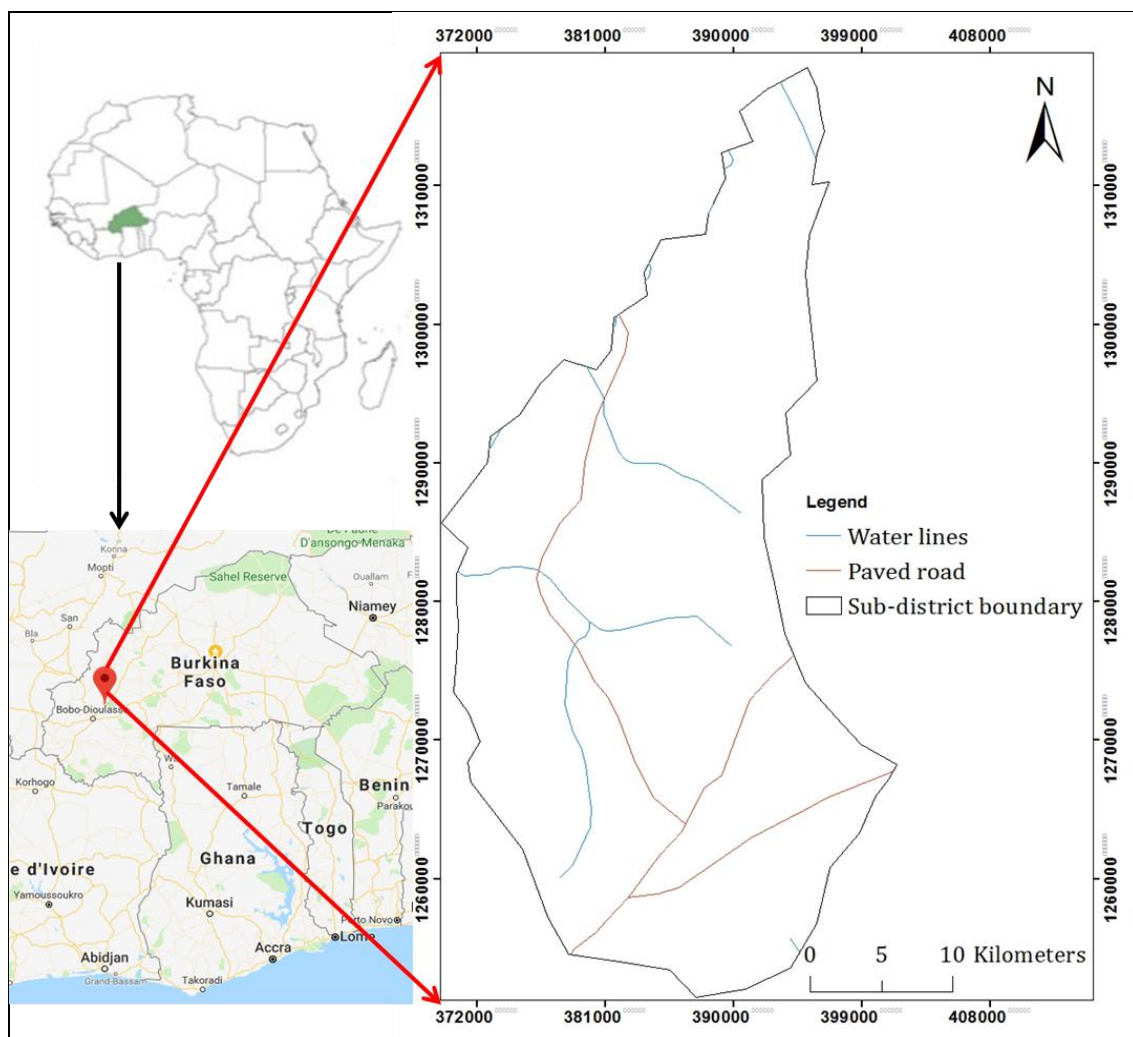 372000 381000 390000 399000 408000
N
1310000
1300000
1290000
1280000
1270000
1260000
Legend
Water lines
Paved road
Sub-district boundary
0 5 10 Kilometers
372000 381000 390000 399000 408000
D'ansongo-Menaka
Konna
Mopti
Sahel Reserve
Ouallam
Niamey
San
Bla
Burkina
Faso
Bobo-Dioulass
Wa
Korhogo
Tamale
Benin
Parakou
Togo
Ghana
e d'Ivoire
Yamoussoukro
Kumasi
Porto Novo
Lome
Accra
Abidjan
Grand-Bassam
Takoradi